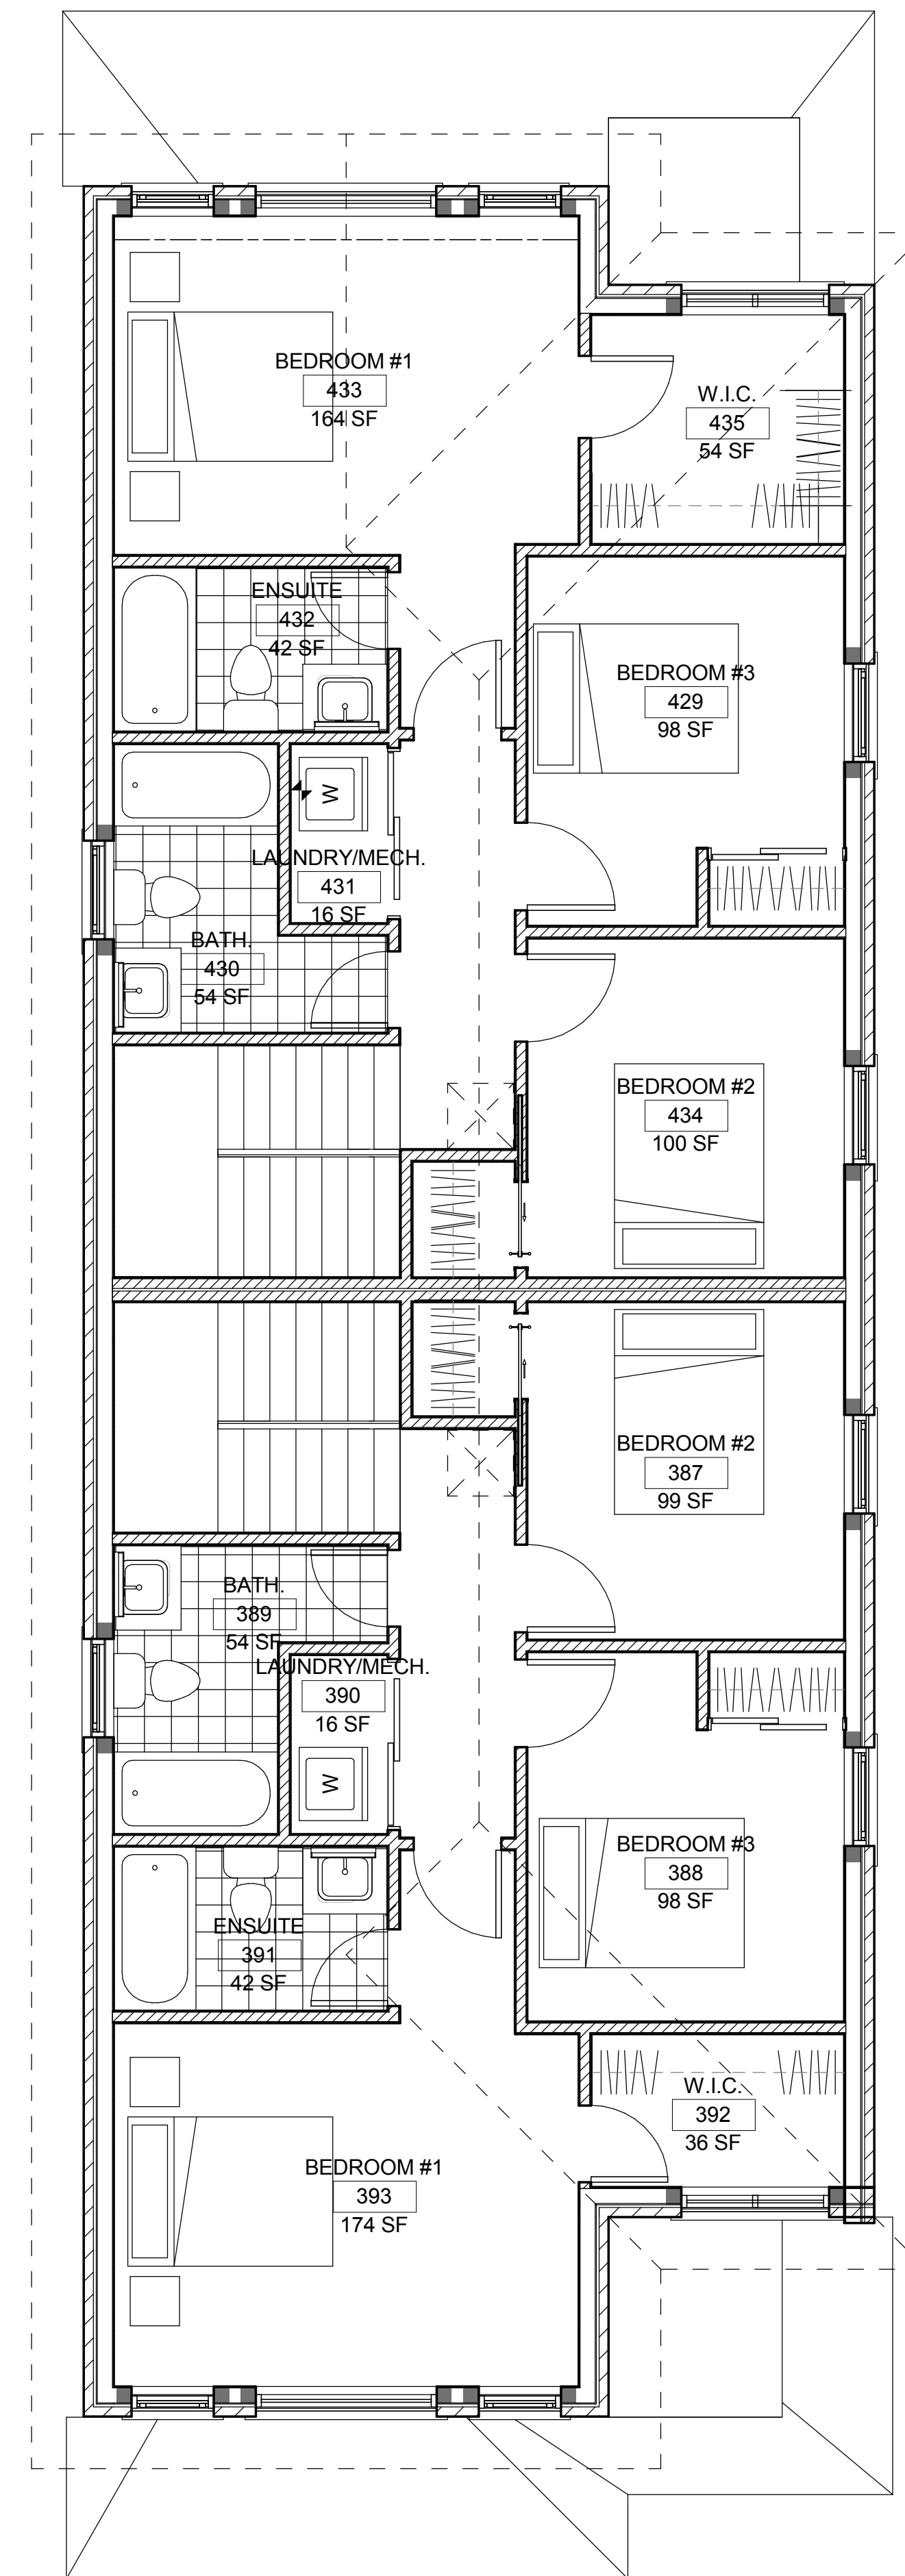 BEDROOM #1
433
164 SF
W.I.C.
435
54 SF
ENSUITE
432
42 SF
BEDROOM #3
429
98 SF
W
LAUNDRY/MECH.
431
16 SF
BATH.
430
54 SF
BEDROOM #2
434
100 SF
BEDROOM #2
387
99 SF
BATH.
389
54 SF
LAUNDRY/MECH.
390
16 SF
W
BEDROOM #3
388
98 SF
ENSUITE
391
42 SF
W.I.C.
392
36 SF
BEDROOM #1
393
174 SF